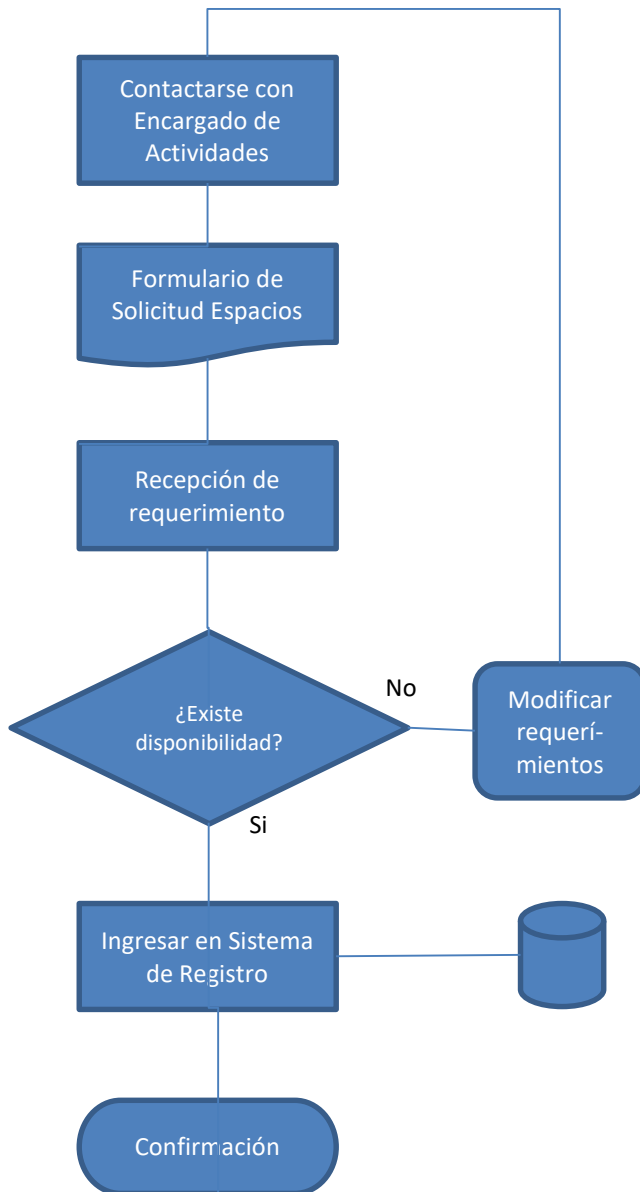 Contactarse con
Encargado de
Actividades
Formulario de
Solicitud Espacios
Recepción de
requerimiento
¿Existe
disponibilidad?
No
Modificar
requerí-
mientos
Si
Ingresar en Sistema
de Registro
Confirmación